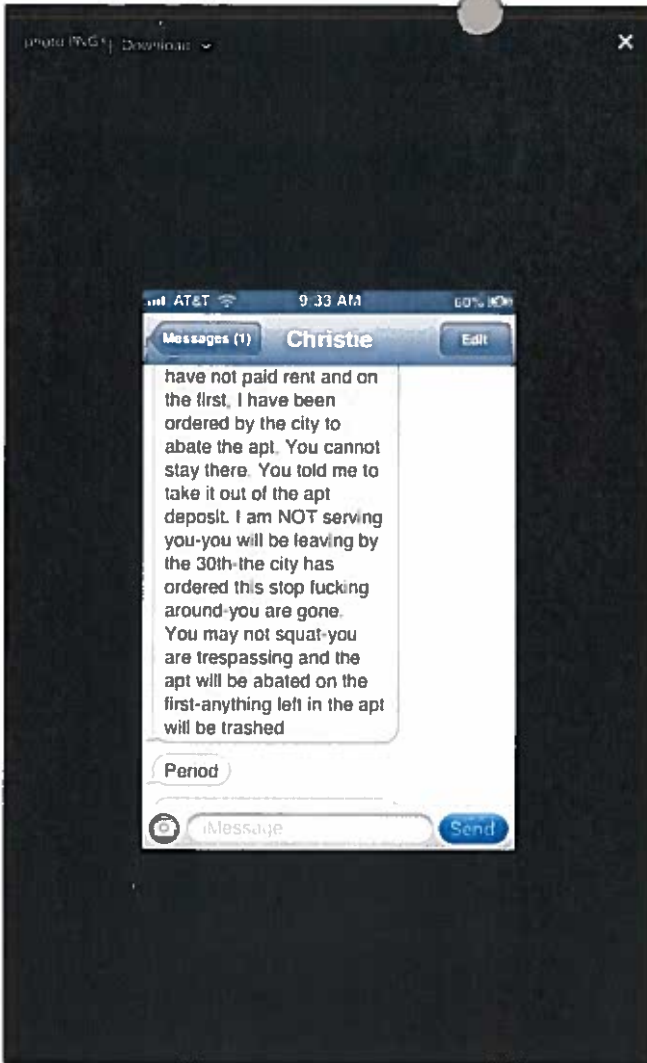 Download
AT&T 9:33 AM 60%
Messages (1) Christie Edit
have not paid rent and on
the first, I have been
ordered by the city to
abate the apt. You cannot
stay there. You told me to
take it out of the apt
deposit. I am NOT serving
you-you will be leaving by
the 30th-the city has
ordered this stop fucking
around-you are gone.
You may not squat-you
are trespassing and the
apt will be abated on the
first-anything left in the apt
will be trashed
Period
iMessage Send